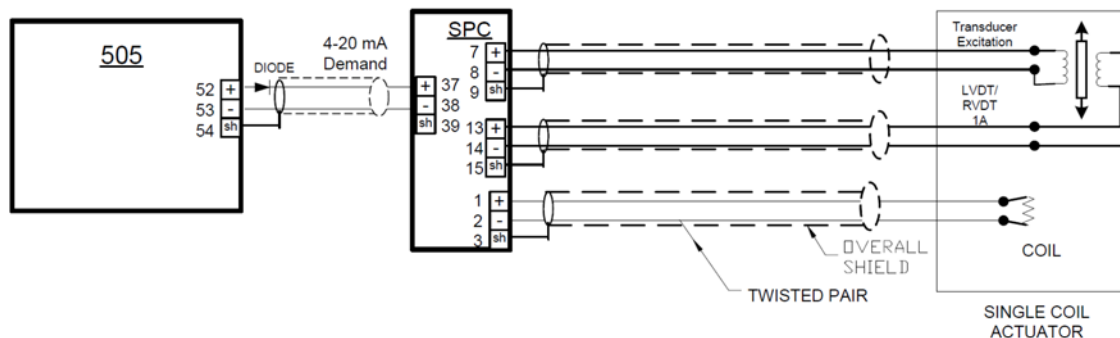 505
52 +
53 -
54 sh
DIODE
4-20 mA
Demand
SPC
37 +
38 -
39 sh
7 +
8 -
9 sh
13 +
14 -
15 sh
1 +
2 -
3 sh
OVERALL
SHIELD
TWISTED PAIR
Transducer
Excitation
LVDT/
RVDT
1A
COIL
SINGLE COIL
ACTUATOR